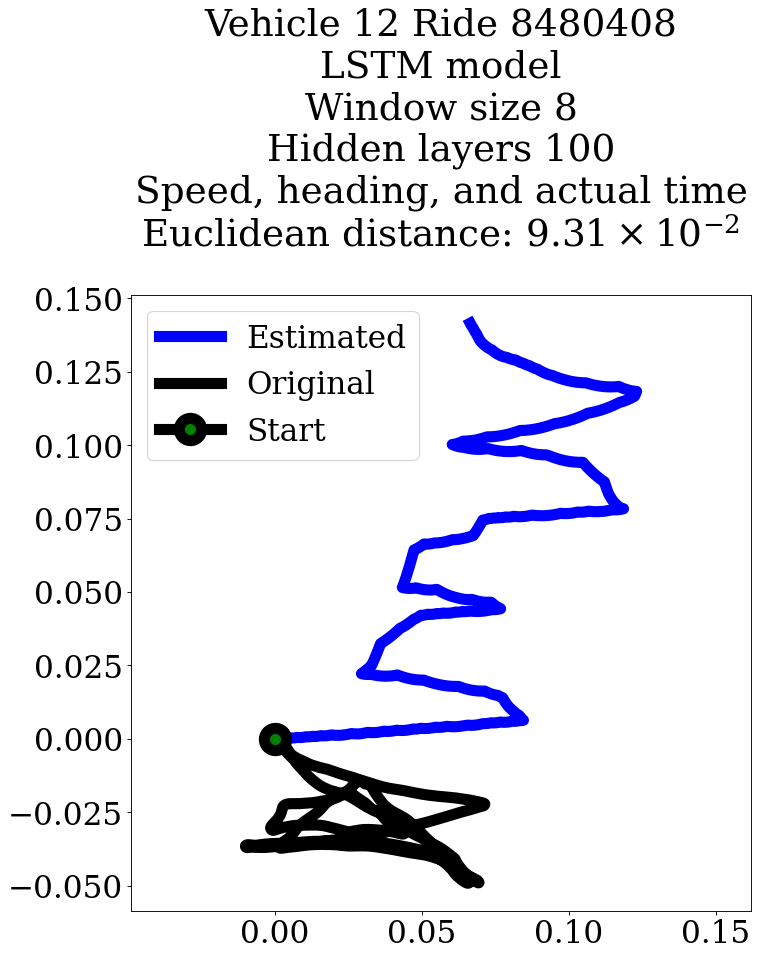 Vehicle 12 Ride 8480408
LSTM model
Window size 8
Hidden layers 100
Speed, heading, and actual time
Euclidean distance: 9.31 × 10⁻²
0.150
0.125
0.100
0.075
0.050
0.025
0.000
−0.025
−0.050
Estimated
Original
Start
0.00 0.05 0.10 0.15